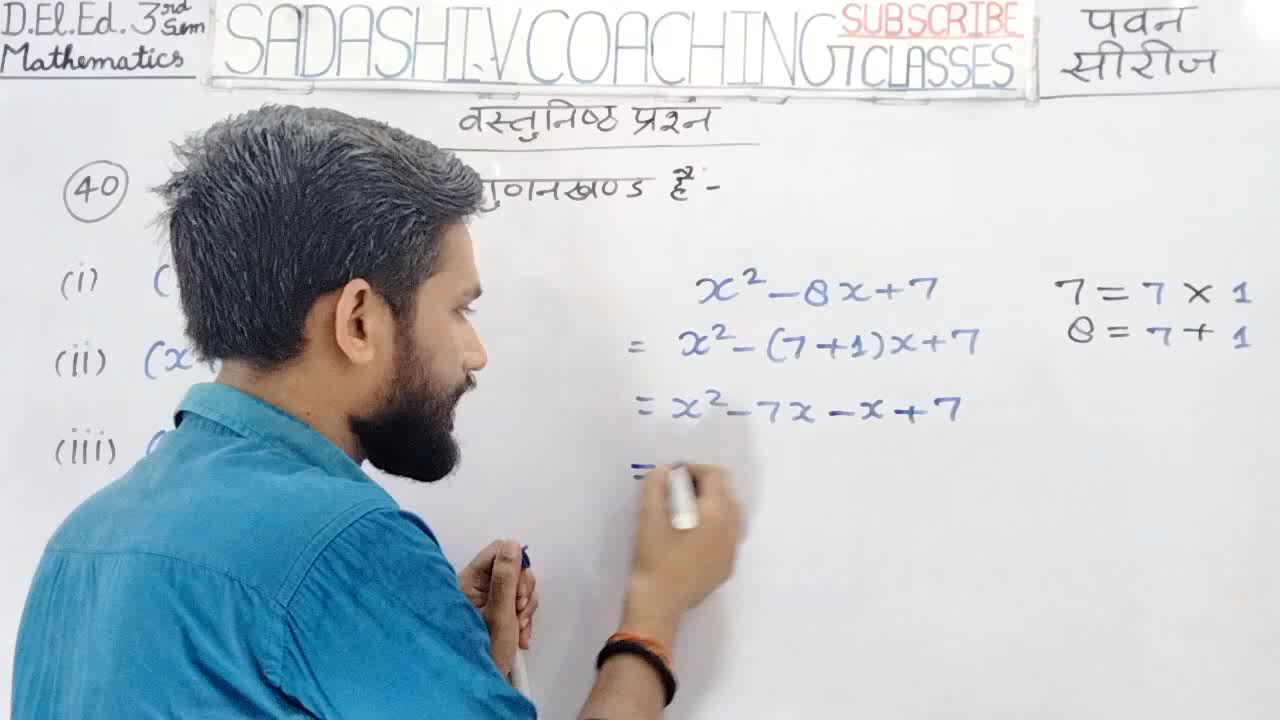 D.El.Ed. 3rd Sem
Mathematics
SADASHIV COACHING CLASSES
SUBSCRIBE
पवन
सीरीज
वस्तुनिष्ठ प्रश्न
40 गुणनखण्ड हैं -
(i) (
(ii) (x
(iii) (
x² - 8x + 7
= x² - (7 + 1)x + 7
= x² - 7x - x + 7
=
7 = 7 × 1
8 = 7 + 1